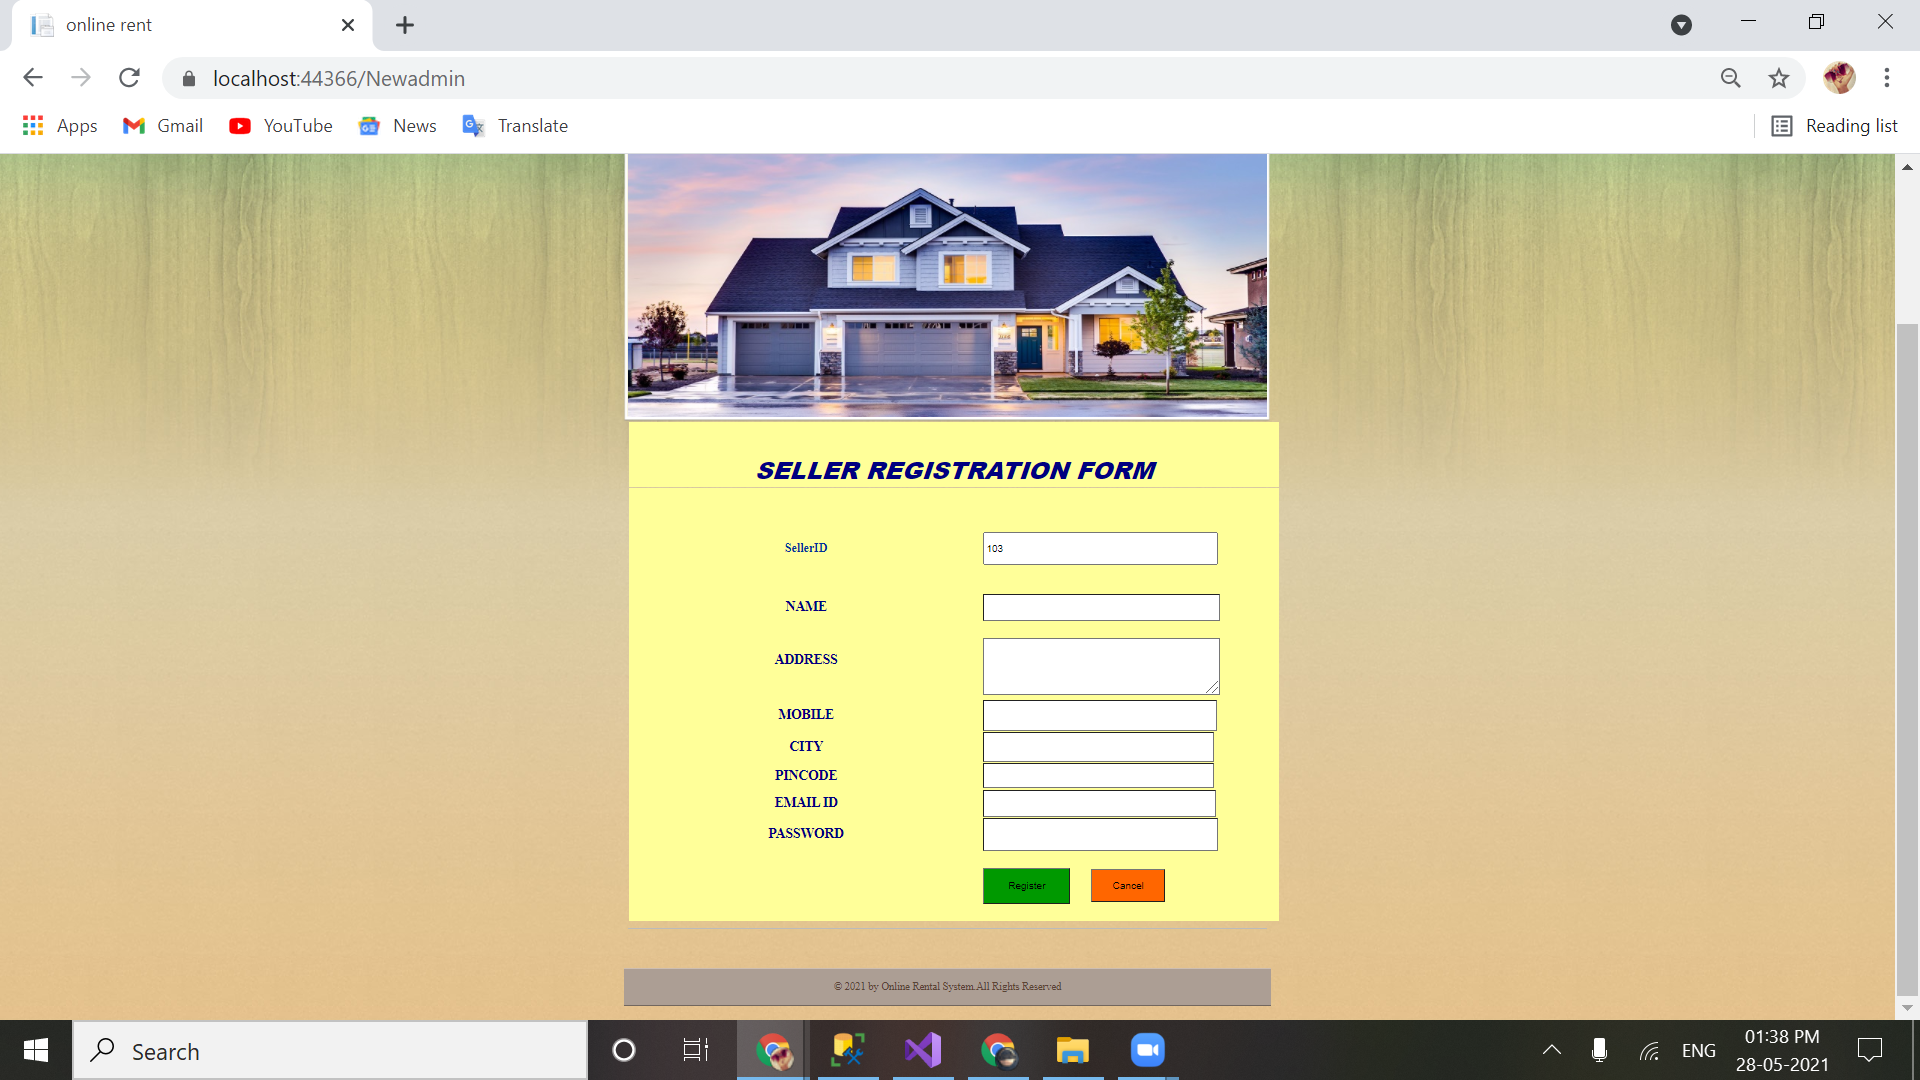 online rent
localhost:44366/Newadmin
Apps Gmail YouTube News Translate Reading list
SELLER REGISTRATION FORM
SellerID 103
NAME
ADDRESS
MOBILE
CITY
PINCODE
EMAIL ID
PASSWORD
Register Cancel
© 2021 by Online Rental System.All Rights Reserved
Search ENG 01:38 PM
28-05-2021